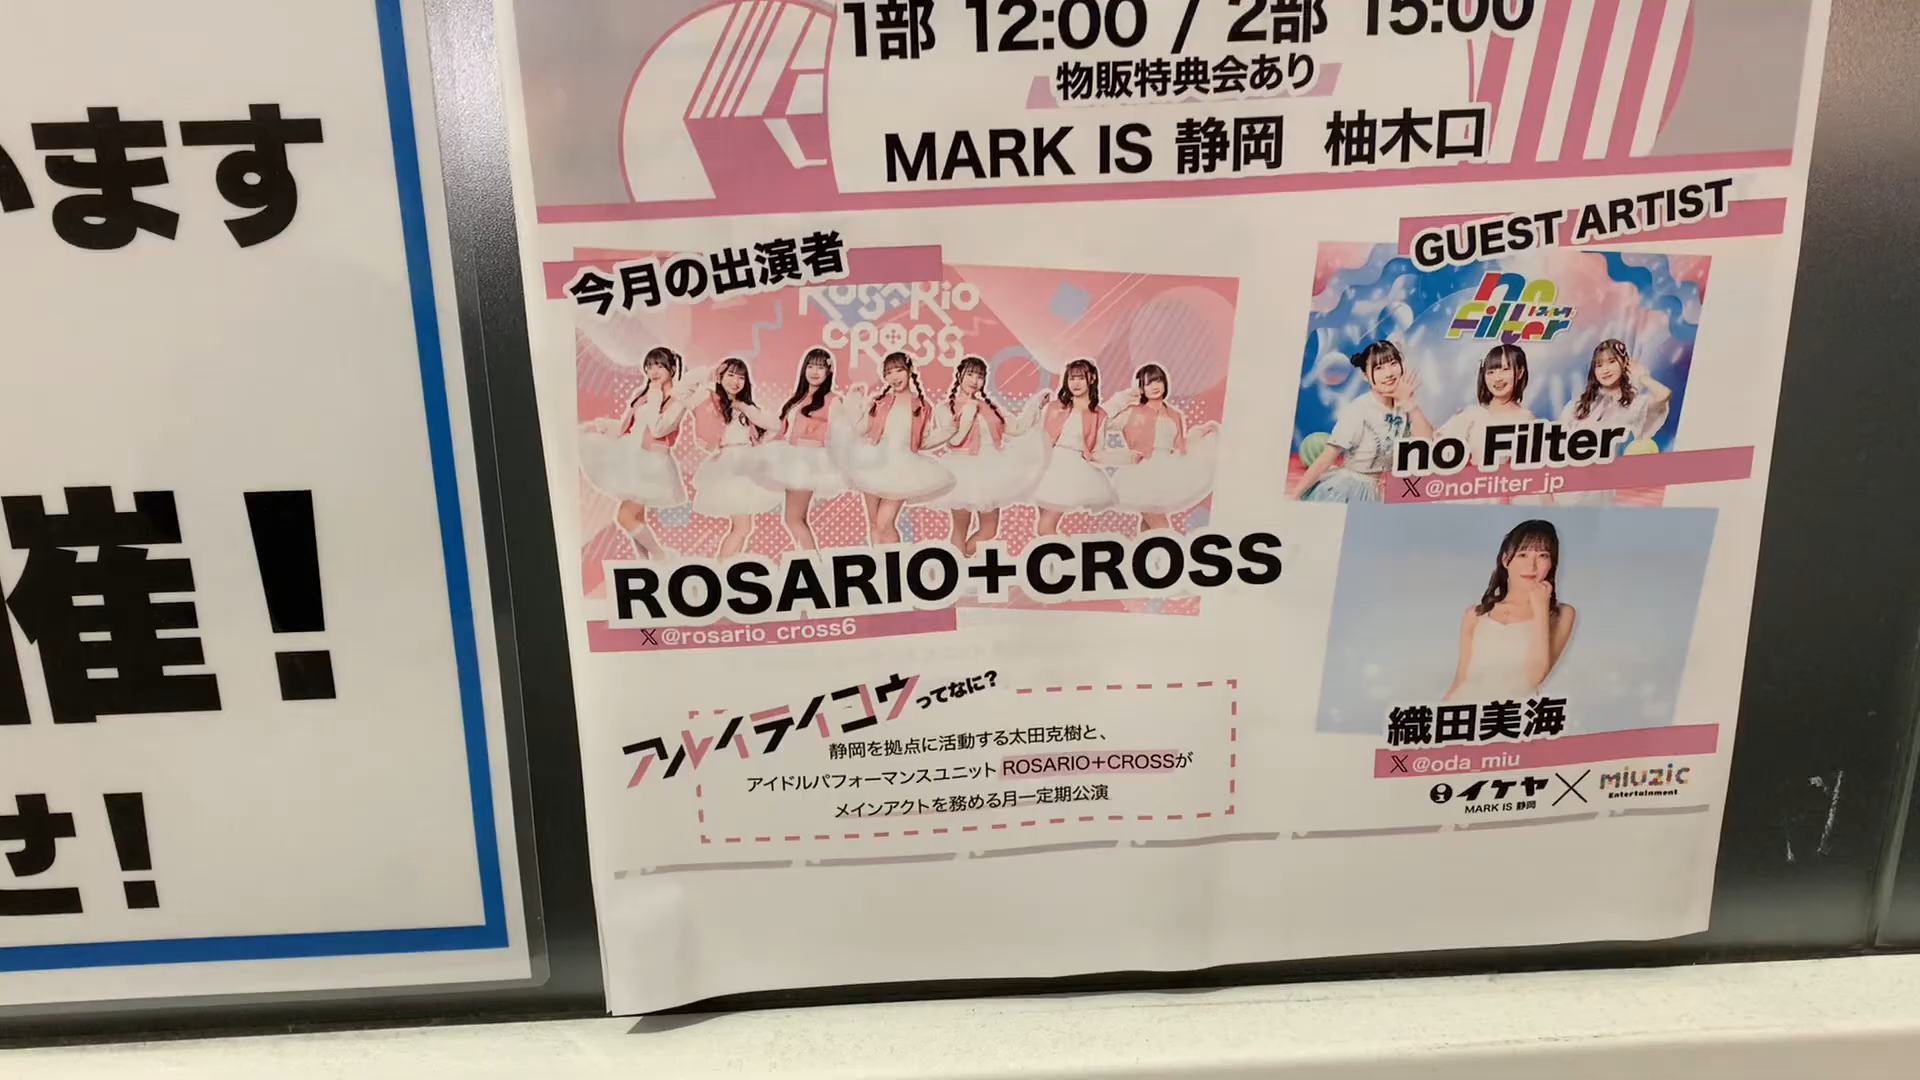 います
催!
せ!
1部 12:00 / 2部 15:00
物販特典会あり
MARK IS 静岡 柚木口
今月の出演者
ROSARIO CROSS
ROSARIO+CROSS
X @rosario_cross6
GUEST ARTIST
no Filter
no Filter
X @noFilter_jp
織田美海
X @oda_miu
アルイテイコウってなに?
静岡を拠点に活動する太田克樹と、
アイドルパフォーマンスユニット ROSARIO+CROSSが
メインアクトを務める月一定期公演
イケヤ × miuzic
MARK IS 静岡 Entertainment